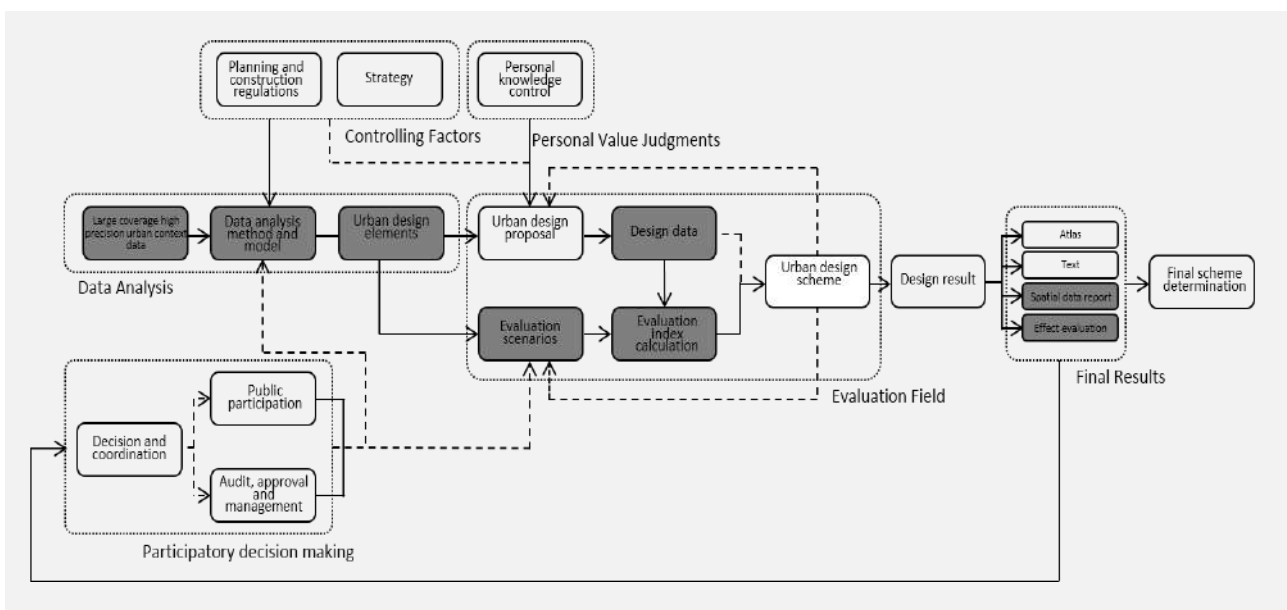 Planning and
construction
regulations
Strategy
Personal
knowledge
control
Controlling Factors
Personal Value Judgments
Large coverage high
precision urban context
data
Data analysis
method and
model
Urban design
elements
Data Analysis
Urban design
proposal
Design data
Evaluation
scenarios
Evaluation
index
calculation
Urban design
scheme
Evaluation Field
Design result
Atlas
Text
Spatial data report
Effect evaluation
Final Results
Final scheme
determination
Decision and
coordination
Public
participation
Audit, approval
and
management
Participatory decision making